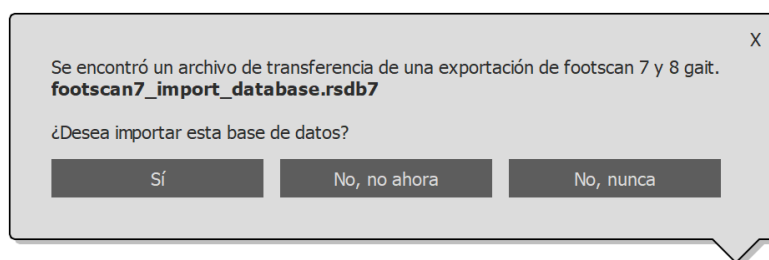 X
Se encontró un archivo de transferencia de una exportación de footscan 7 y 8 gait.
footscan7_import_database.rsdb7
¿Desea importar esta base de datos?
Sí
No, no ahora
No, nunca